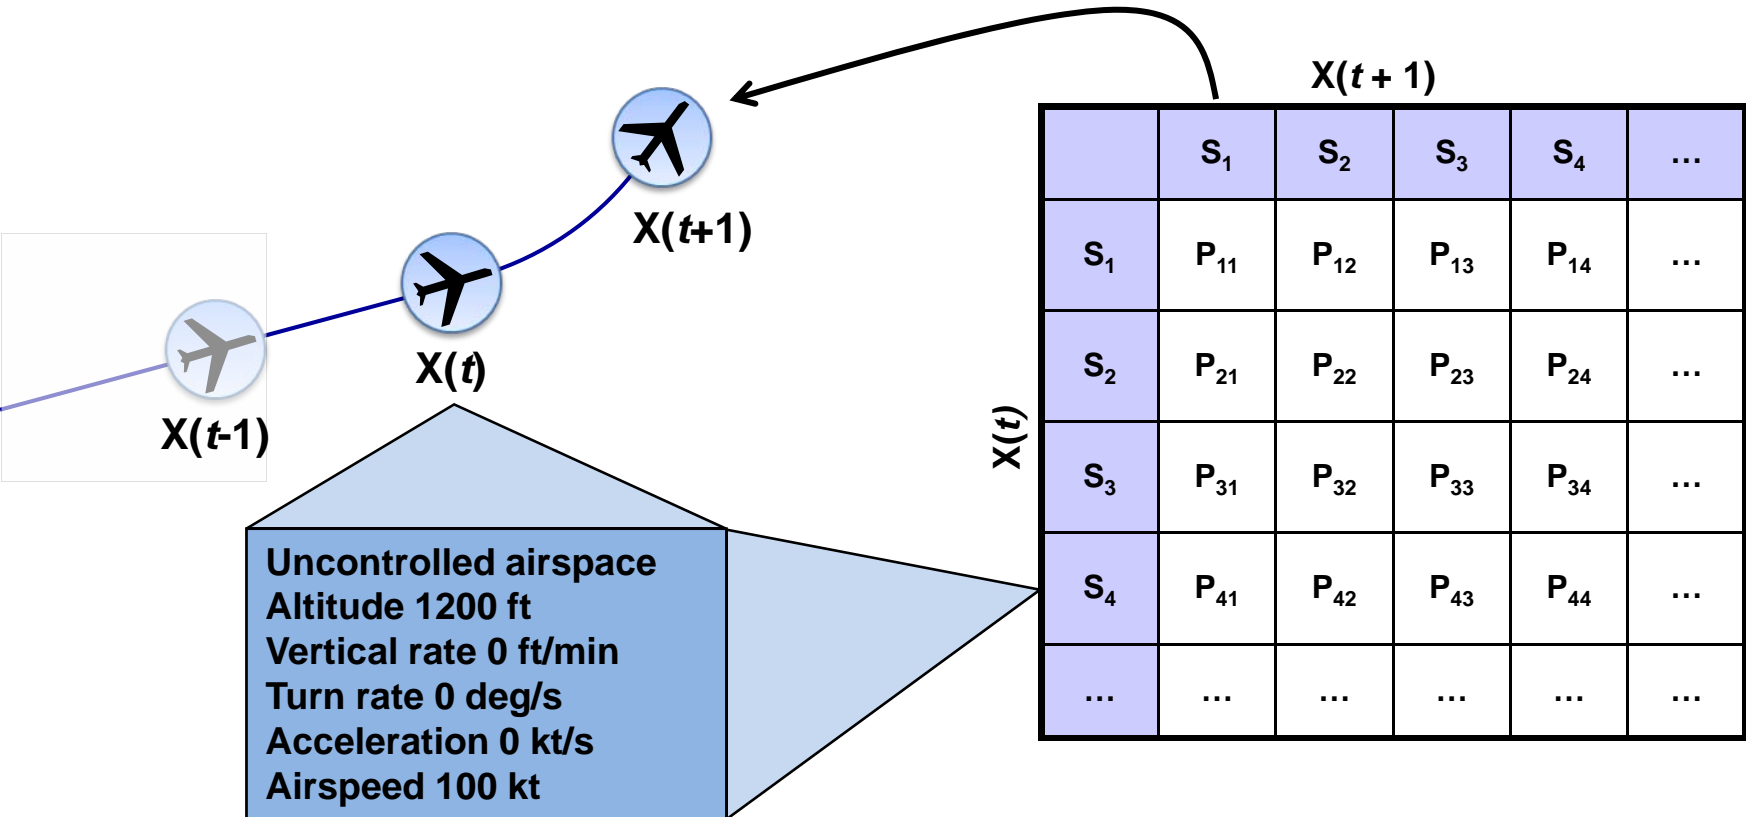 X(t + 1)
S₁ S₂ S₃ S₄ ...
S₁ P₁₁ P₁₂ P₁₃ P₁₄ ...
S₂ P₂₁ P₂₂ P₂₃ P₂₄ ...
S₃ P₃₁ P₃₂ P₃₃ P₃₄ ...
S₄ P₄₁ P₄₂ P₄₃ P₄₄ ...
... ... ... ... ... ...
X(t)
X(t+1)
X(t)
X(t-1)
Uncontrolled airspace
Altitude 1200 ft
Vertical rate 0 ft/min
Turn rate 0 deg/s
Acceleration 0 kt/s
Airspeed 100 kt